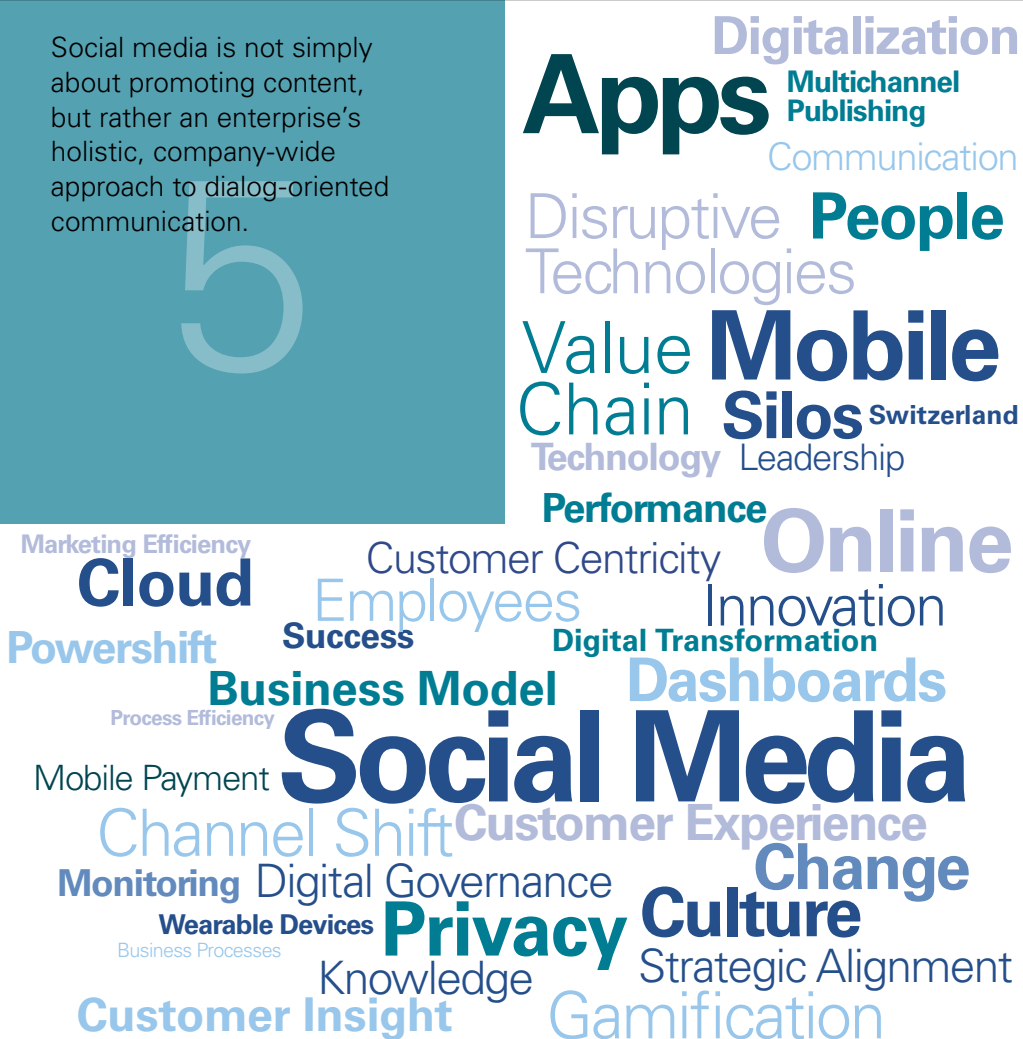 Social media is not simply
about promoting content,
but rather an enterprise's
holistic, company-wide
approach to dialog-oriented
communication.
5
Digitalization
Apps
Multichannel
Publishing
Communication
Disruptive
Technologies
People
Value
Chain
Mobile
Silos
Switzerland
Technology
Leadership
Performance
Online
Marketing Efficiency
Customer Centricity
Cloud
Employees
Innovation
Powershift
Success
Digital Transformation
Business Model
Dashboards
Process Efficiency
Social Media
Mobile Payment
Channel Shift
Customer Experience
Change
Monitoring
Digital Governance
Culture
Wearable Devices
Privacy
Business Processes
Knowledge
Strategic Alignment
Customer Insight
Gamification